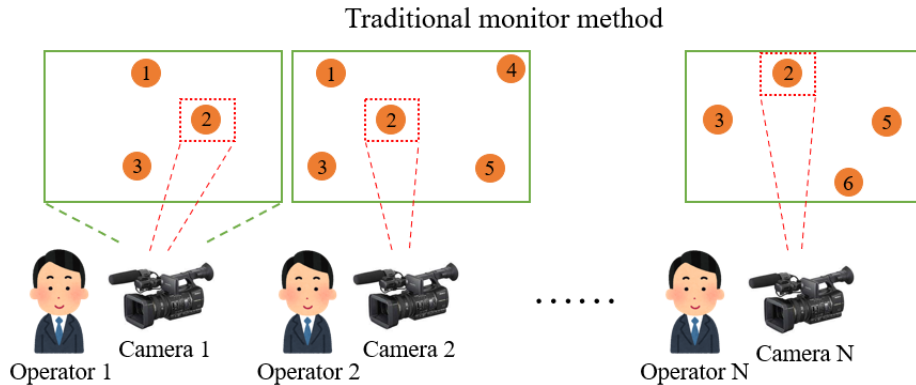 Traditional monitor method
1
2
3
1
4
2
3
5
2
3
5
6
......
Operator 1
Camera 1
Operator 2
Camera 2
Operator N
Camera N